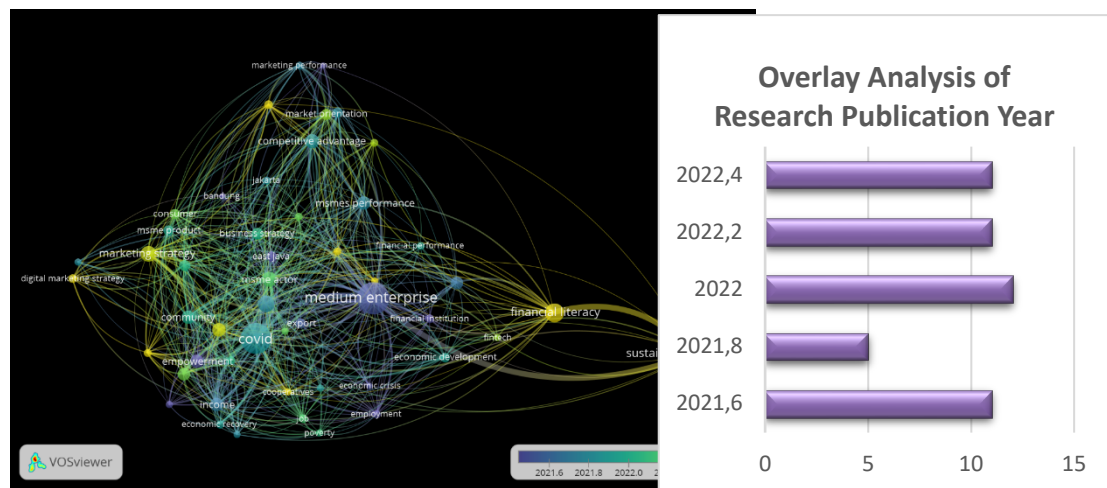 marketing performance
market orientation
competitive advantage
jakarta
bandung
msmes performance
consumer
msme product
business strategy
financial performance
marketing strategy
east java
digital marketing strategy
msme actor
medium enterprise
community
financial institution
financial literacy
export
covid
fintech
sustai
empowerment
economic development
economic crisis
cooperatives
income
employment
job
economic recovery
poverty
VOSviewer
2021.6 2021.8 2022.0 2
Overlay Analysis of
Research Publication Year
2022,4
2022,2
2022
2021,8
2021,6
0 5 10 15